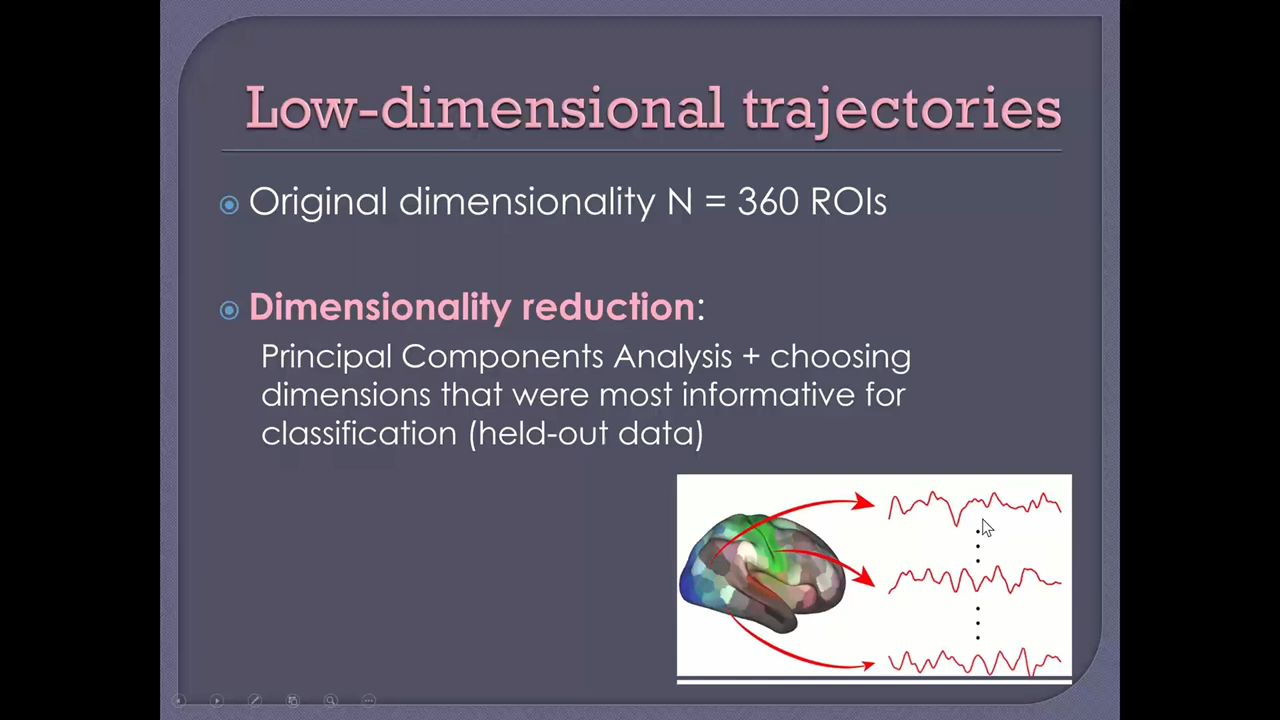 Low-dimensional trajectories
Original dimensionality N = 360 ROIs
Dimensionality reduction:
Principal Components Analysis + choosing
dimensions that were most informative for
classification (held-out data)